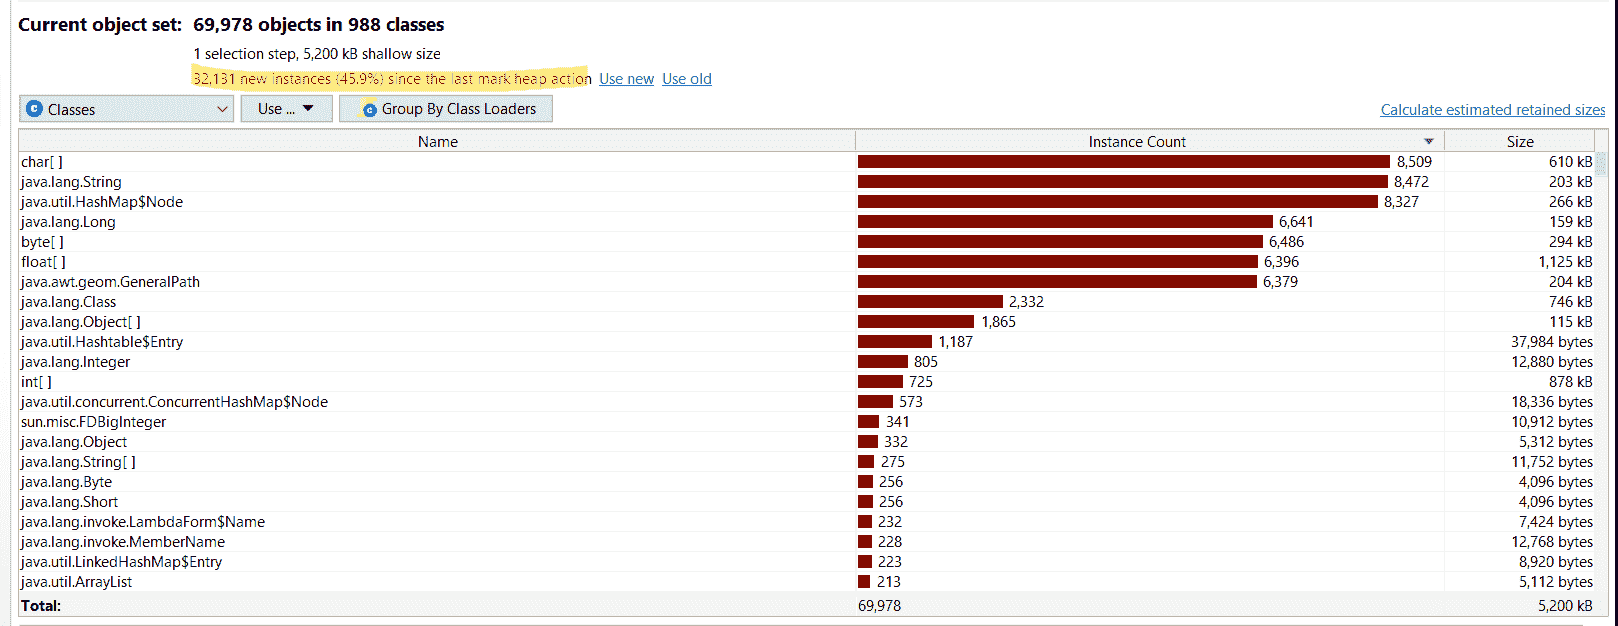 Current object set: 69,978 objects in 988 classes
1 selection step, 5,200 kB shallow size
32,131 new instances (45.9%) since the last mark heap action Use new Use old
Classes Use ... Group By Class Loaders Calculate estimated retained sizes
Name Instance Count Size
char[ ] 8,509 610 kB
java.lang.String 8,472 203 kB
java.util.HashMap$Node 8,327 266 kB
java.lang.Long 6,641 159 kB
byte[ ] 6,486 294 kB
float[ ] 6,396 1,125 kB
java.awt.geom.GeneralPath 6,379 204 kB
java.lang.Class 2,332 746 kB
java.lang.Object[ ] 1,865 115 kB
java.util.Hashtable$Entry 1,187 37,984 bytes
java.lang.Integer 805 12,880 bytes
int[ ] 725 878 kB
java.util.concurrent.ConcurrentHashMap$Node 573 18,336 bytes
sun.misc.FDBigInteger 341 10,912 bytes
java.lang.Object 332 5,312 bytes
java.lang.String[ ] 275 11,752 bytes
java.lang.Byte 256 4,096 bytes
java.lang.Short 256 4,096 bytes
java.lang.invoke.LambdaForm$Name 232 7,424 bytes
java.lang.invoke.MemberName 228 12,768 bytes
java.util.LinkedHashMap$Entry 223 8,920 bytes
java.util.ArrayList 213 5,112 bytes
Total: 69,978 5,200 kB